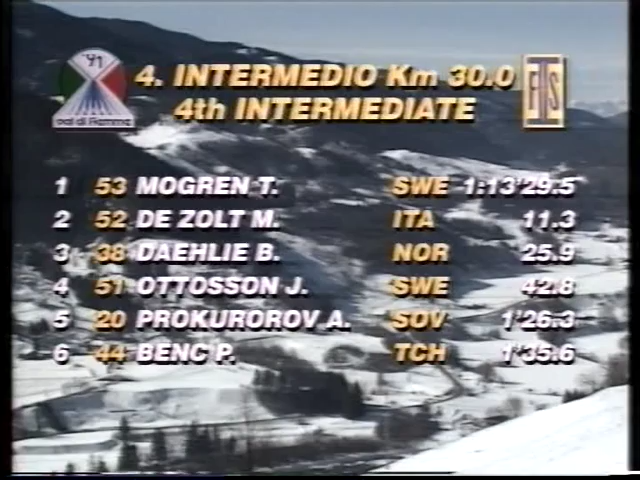 '91
val di Fiemme
4. INTERMEDIO Km 30.0
4th INTERMEDIATE
ETS
1 53 MOGREN T. SWE 1:13'29.5
2 52 DE ZOLT M. ITA 11.3
3 38 DAEHLIE B. NOR 25.9
4 51 OTTOSSON J. SWE 42.8
5 20 PROKUROROV A. SOV 1'26.3
6 44 BENC P. TCH 1'35.6